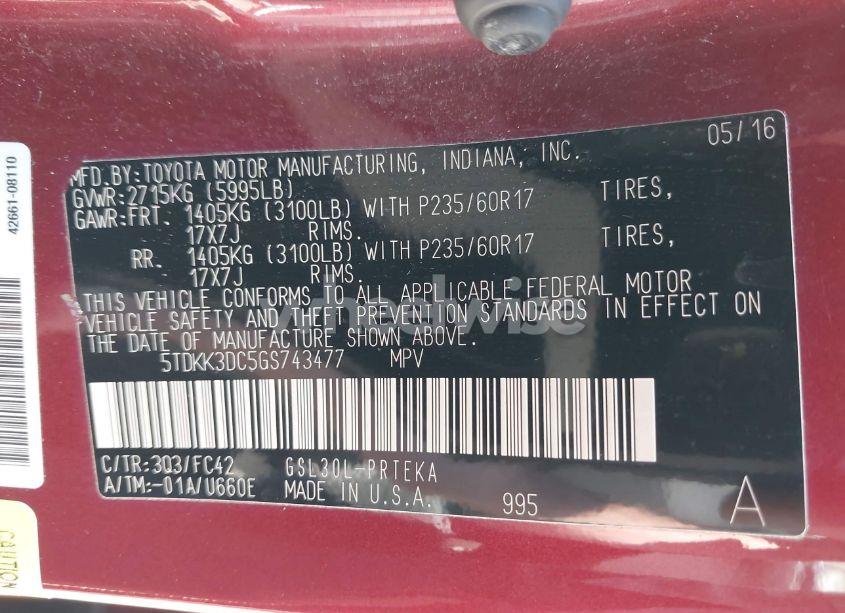 05/16
MFD.BY:TOYOTA MOTOR MANUFACTURING, INDIANA, INC.
GVWR:2715KG (5995LB)
GAWR:FRT. 1405KG (3100LB) WITH P235/60R17 TIRES,
17X7J RIMS.
RR. 1405KG (3100LB) WITH P235/60R17 TIRES,
17X7J RIMS.
THIS VEHICLE CONFORMS TO ALL APPLICABLE FEDERAL MOTOR
VEHICLE SAFETY AND THEFT PREVENTION STANDARDS IN EFFECT ON
THE DATE OF MANUFACTURE SHOWN ABOVE.
5TDKK3DC5GS743477 MPV
C/TR:3Q3/FC42 GSL30L-PRTEKA
A/TM:-01A/U660E MADE IN U.S.A. 995 A
42661-08110
CAUTION
wheelwise